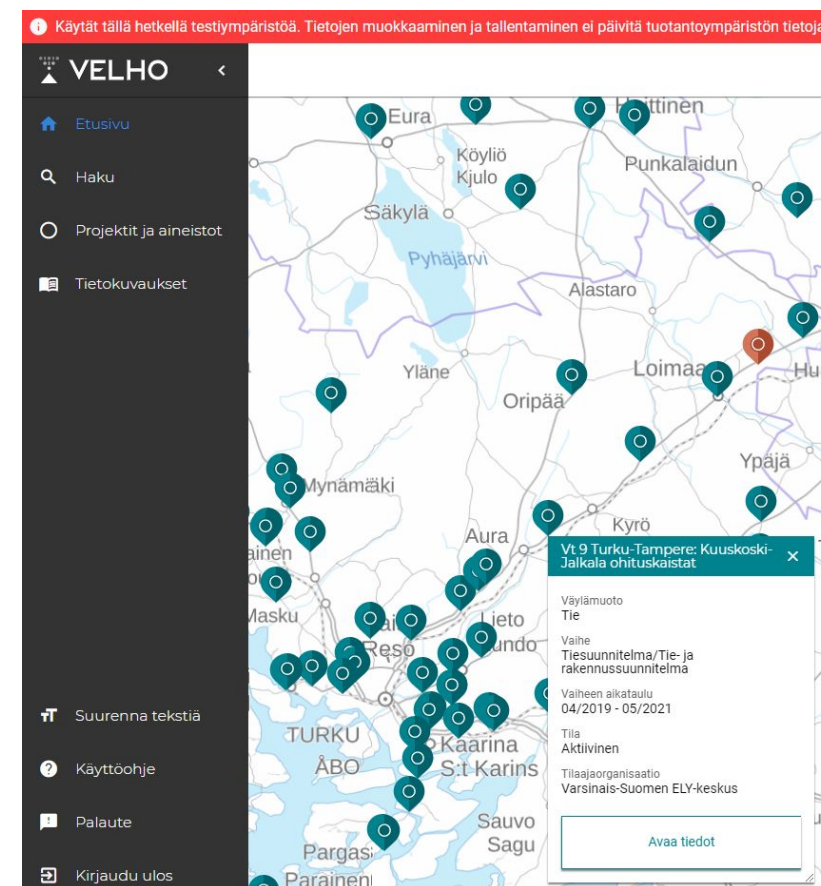 Käytät tällä hetkellä testiympäristöä. Tietojen muokkaaminen ja tallentaminen ei päivitä tuotantoympäristön tietoja
VELHO
Etusivu
Haku
Projektit ja aineistot
Tietokuvaukset
Suurenna tekstiä
Käyttöohje
Palaute
Kirjaudu ulos
Eura
Köyliö
Kjulo
Punkalaidun
Säkylä
Pyhäjärvi
Alastaro
Yläne
Loimaa
Oripää
Mynämäki
Ypäjä
Kyrö
Aura
Masku
Lieto
Reso
TURKU
ÅBO
Kaarina
S:t Karins
Sauvo
Sagu
Pargas
Parainen
Vt 9 Turku-Tampere: Kuuskoski-
Jalkala ohituskaistat
Väylämuoto
Tie
Vaihe
Tiesuunnitelma/Tie- ja
rakennussuunnitelma
Vaiheen aikataulu
04/2019 - 05/2021
Tila
Aktiivinen
Tilaajaorganisaatio
Varsinais-Suomen ELY-keskus
Avaa tiedot